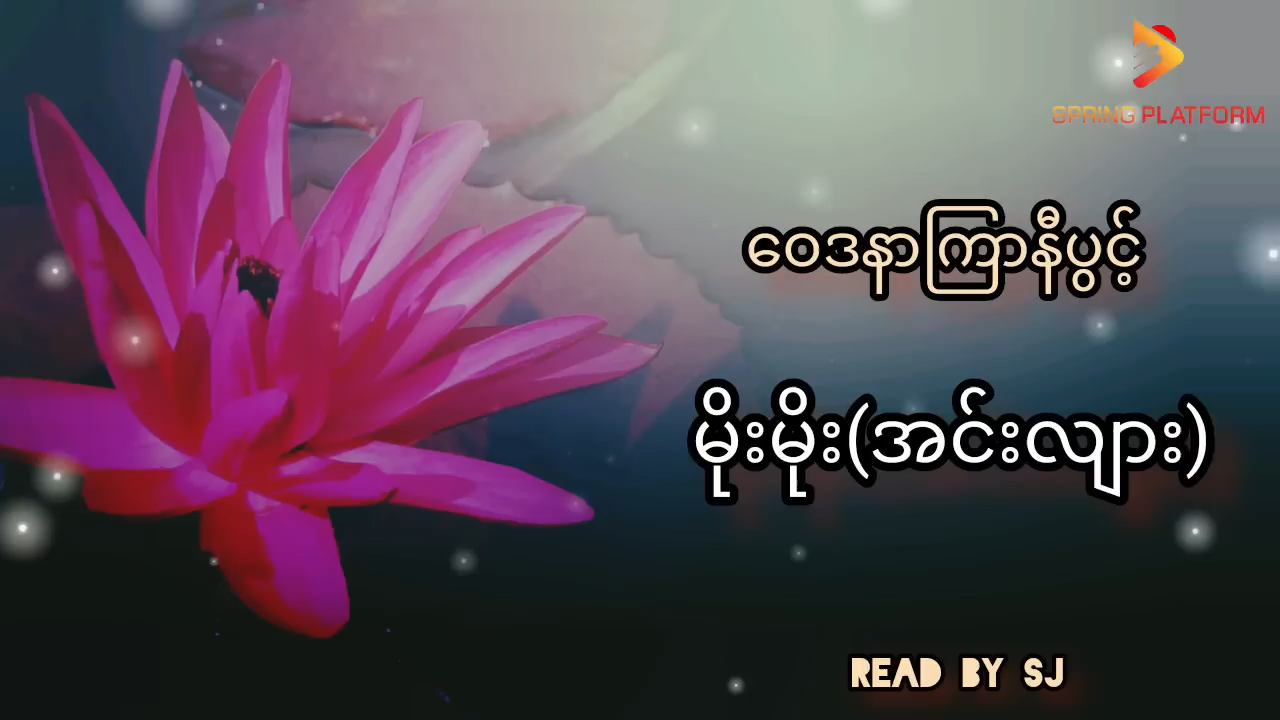 SPRING PLATFORM
ဝေဒနာကြာနီပွင့်
မိုးမိုး(အင်းလျား)
READ BY SJ